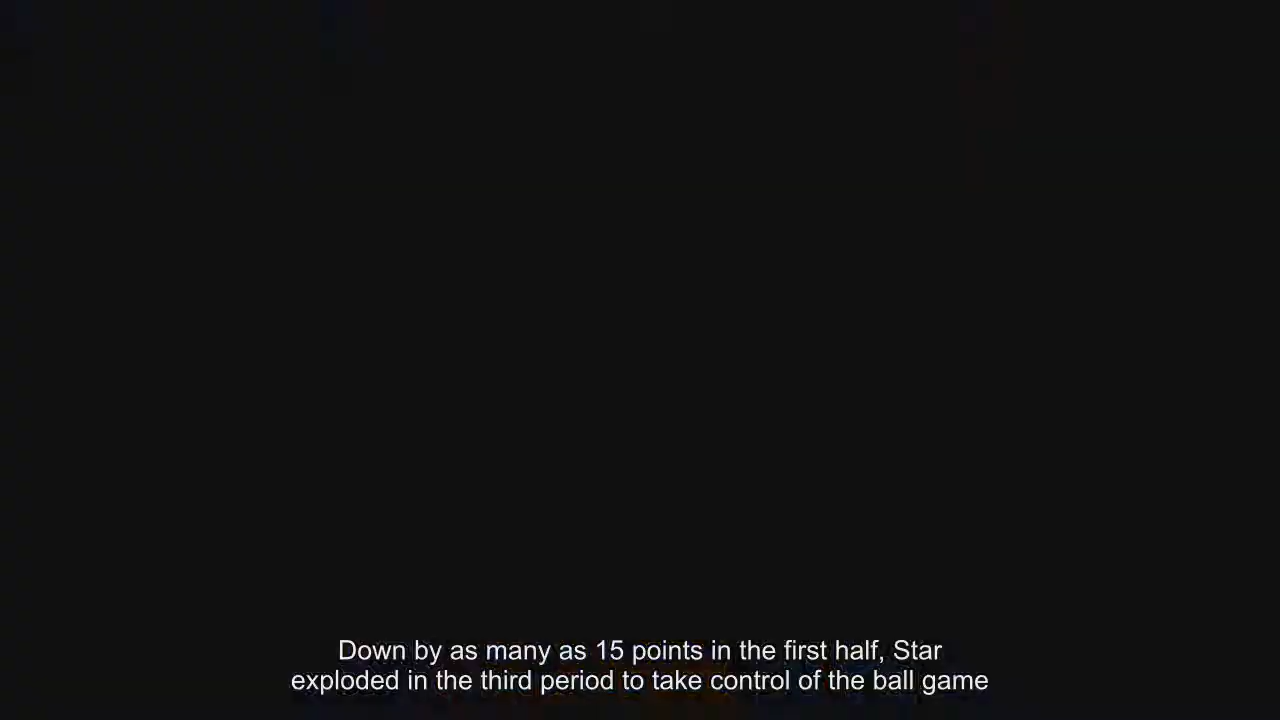 Down by as many as 15 points in the first half, Star
exploded in the third period to take control of the ball game